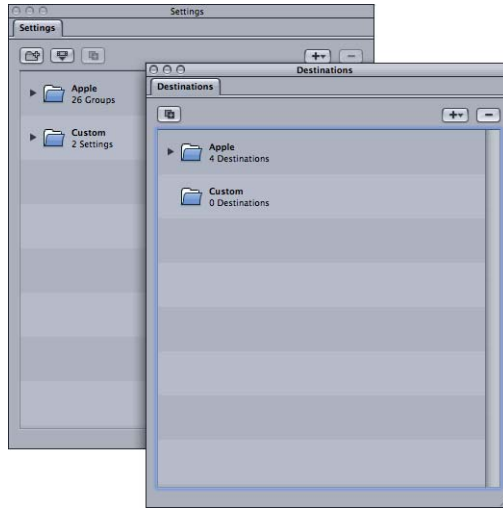 Settings
Settings
Apple
26 Groups
Custom
2 Settings
Destinations
Destinations
Apple
4 Destinations
Custom
0 Destinations